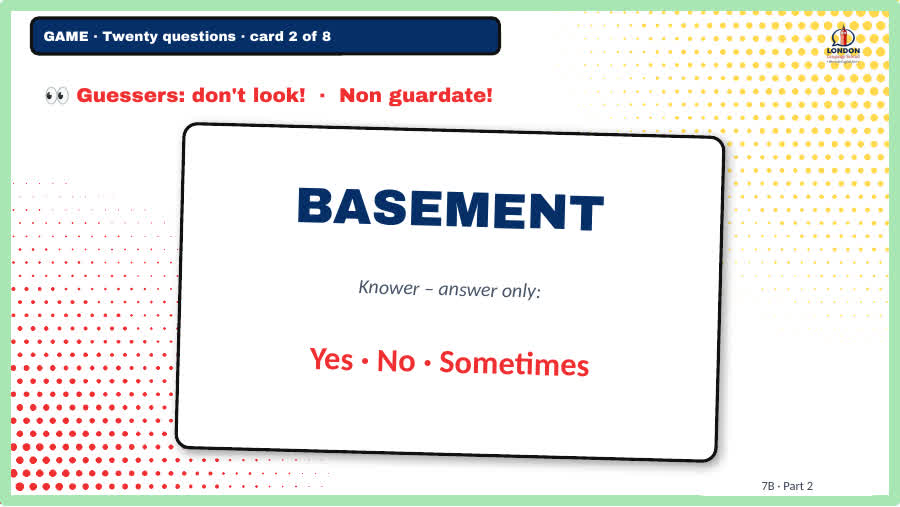 GAME · Twenty questions · card 2 of 8
LONDON
👀 Guessers: don't look! · Non guardate!
BASEMENT
Knower – answer only:
Yes · No · Sometimes
7B · Part 2